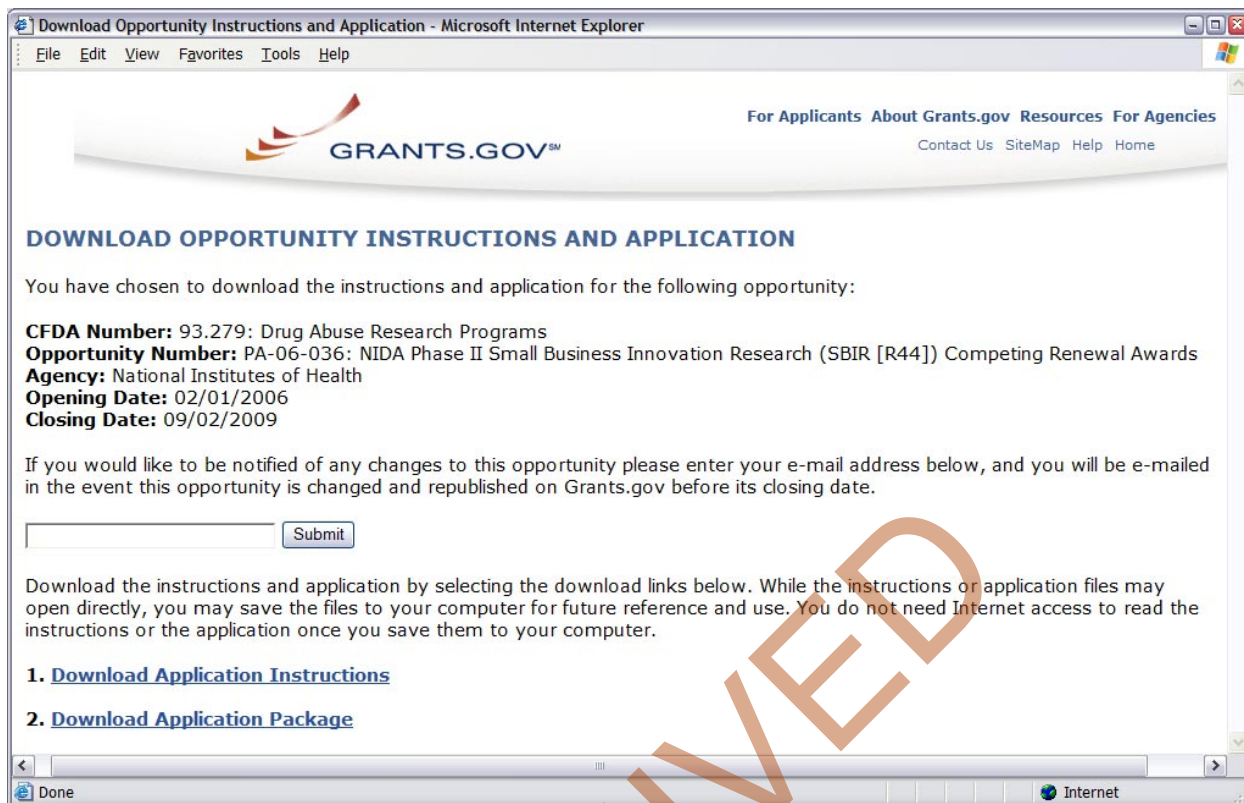 Download Opportunity Instructions and Application - Microsoft Internet Explorer
File Edit View Favorites Tools Help
For Applicants About Grants.gov Resources For Agencies
GRANTS.GOV℠
Contact Us SiteMap Help Home
DOWNLOAD OPPORTUNITY INSTRUCTIONS AND APPLICATION
You have chosen to download the instructions and application for the following opportunity:
CFDA Number: 93.279: Drug Abuse Research Programs
Opportunity Number: PA-06-036: NIDA Phase II Small Business Innovation Research (SBIR [R44]) Competing Renewal Awards
Agency: National Institutes of Health
Opening Date: 02/01/2006
Closing Date: 09/02/2009
If you would like to be notified of any changes to this opportunity please enter your e-mail address below, and you will be e-mailed
in the event this opportunity is changed and republished on Grants.gov before its closing date.
Submit
Download the instructions and application by selecting the download links below. While the instructions or application files may
open directly, you may save the files to your computer for future reference and use. You do not need Internet access to read the
instructions or the application once you save them to your computer.
1. Download Application Instructions
2. Download Application Package
Done
Internet